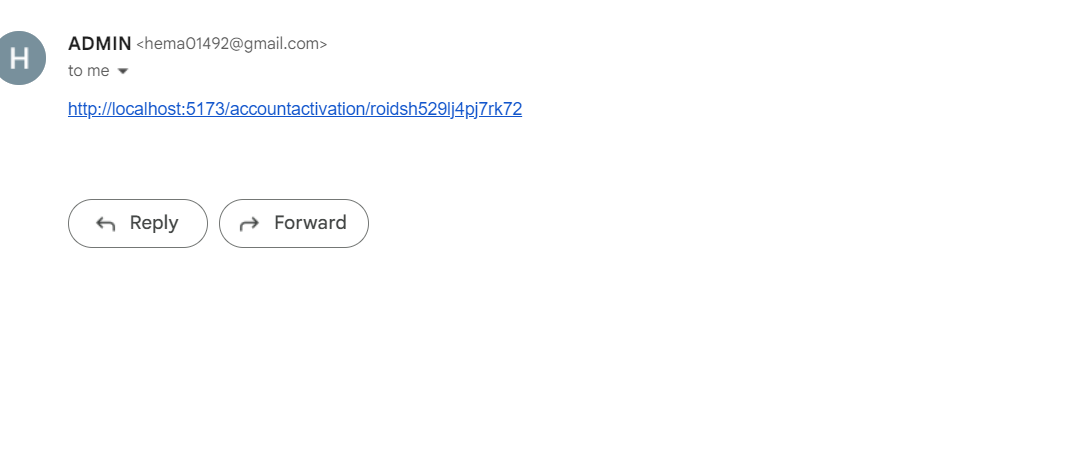 H
ADMIN <hema01492@gmail.com>
to me
http://localhost:5173/accountactivation/roidsh529lj4pj7rk72
Reply
Forward